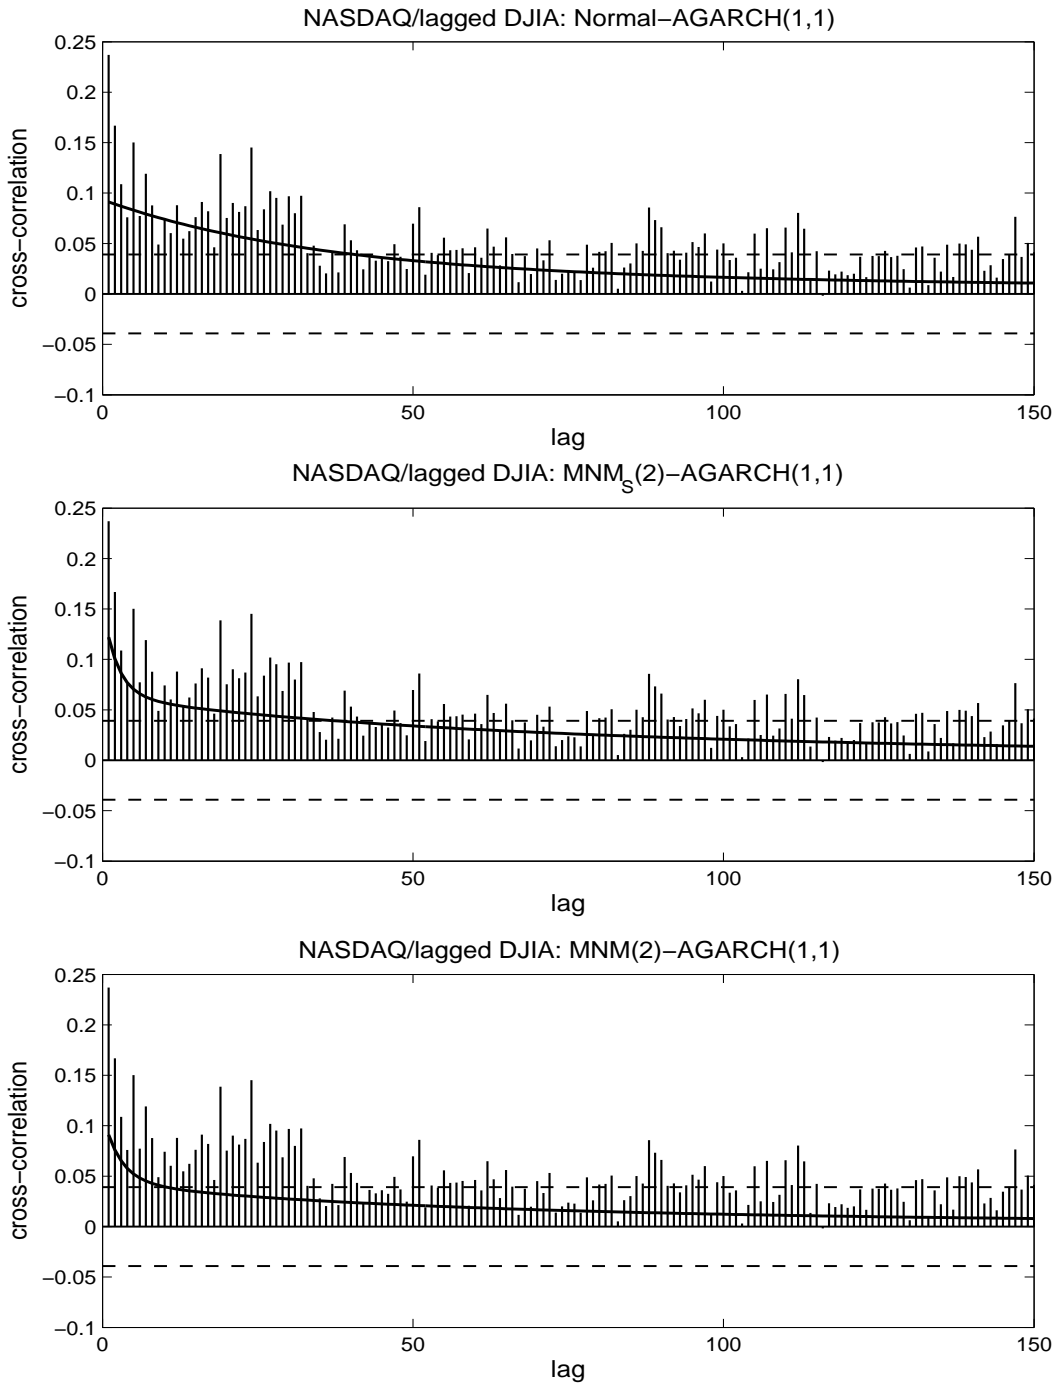 NASDAQ/lagged DJIA: Normal−AGARCH(1,1)
0.25
0.2
0.15
0.1
0.05
0
−0.05
−0.1
cross−correlation
0 50 100 150
lag
NASDAQ/lagged DJIA: MNM_S(2)−AGARCH(1,1)
0.25
0.2
0.15
0.1
0.05
0
−0.05
−0.1
cross−correlation
0 50 100 150
lag
NASDAQ/lagged DJIA: MNM(2)−AGARCH(1,1)
0.25
0.2
0.15
0.1
0.05
0
−0.05
−0.1
cross−correlation
0 50 100 150
lag